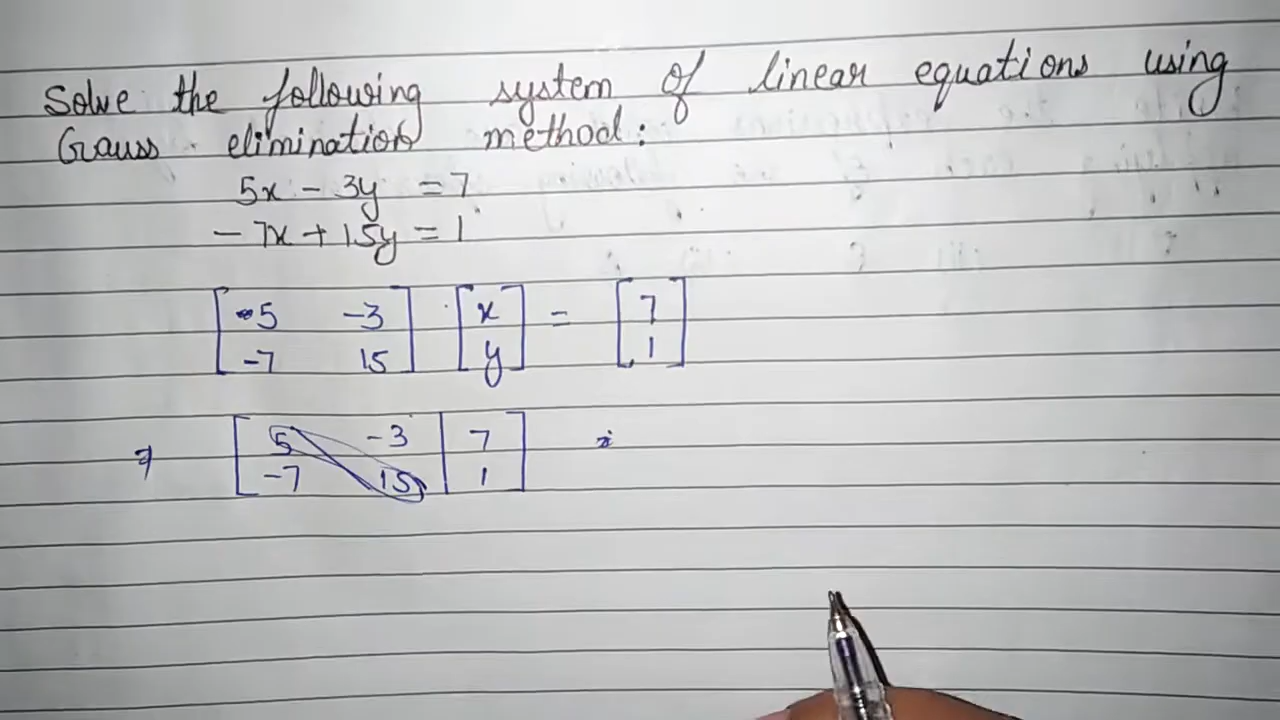 Solve the following system of linear equations using
Gauss elimination method:
5x - 3y = 7
- 7x + 15y = 1
[ 5 -3 ] [ x ] = [ 7 ]
[ -7 15 ] [ y ] [ 1 ]
[ 5 -3 | 7 ]
[ -7 15 | 1 ]